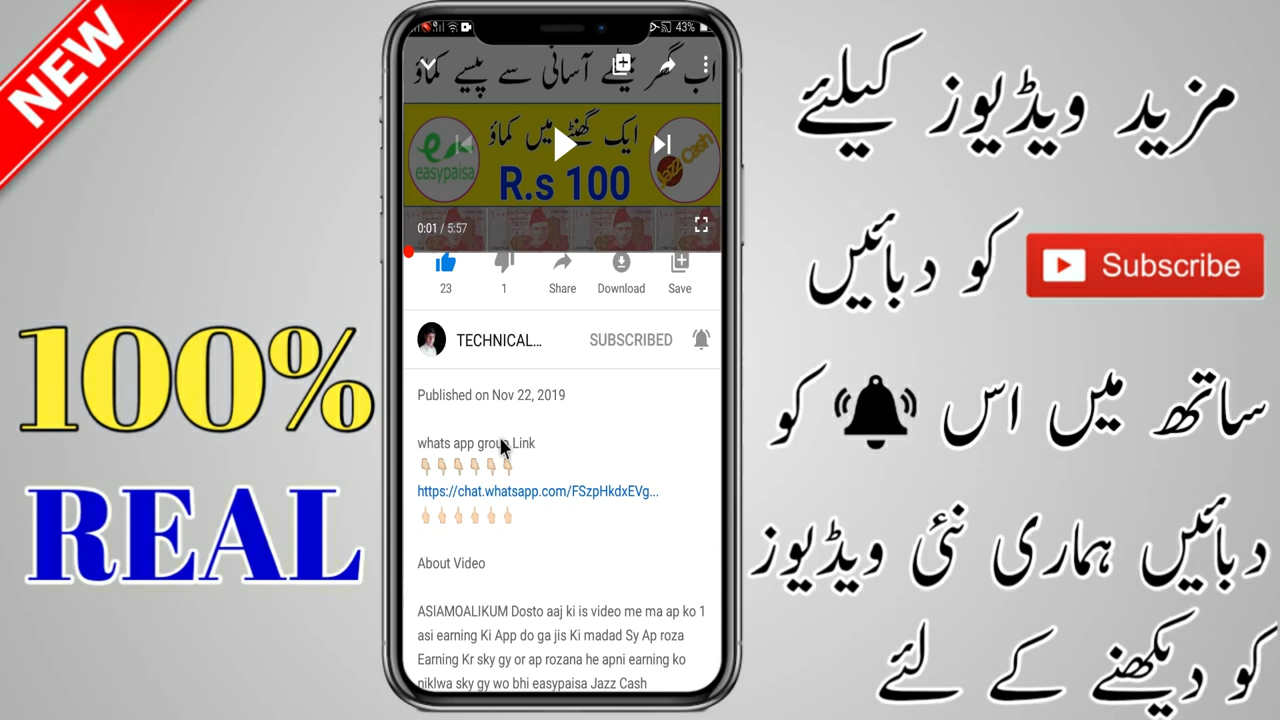 NEW
100%
REAL
43%
اب گھر بیٹھے آسانی سے پیسے کماؤ
ایک گھنٹے میں کماؤ
easypaisa
R.s 100
Jazz Cash
0:01 / 5:57
23
1
Share
Download
Save
TECHNICAL...
SUBSCRIBED
Published on Nov 22, 2019
whats app group Link
https://chat.whatsapp.com/FSzpHkdxEVg...
About Video
ASIAMOALIKUM Dosto aaj ki is video me ma ap ko 1
asi earning Ki App do ga jis Ki madad Sy Ap roza
Earning Kr sky gy or ap rozana he apni earning ko
niklwa sky gy wo bhi easypaisa Jazz Cash
مزید ویڈیوز کیلئے
Subscribe کو دبائیں
ساتھ میں اس کو
دبائیں ہماری نئی ویڈیوز
کو دیکھنے کے لئے